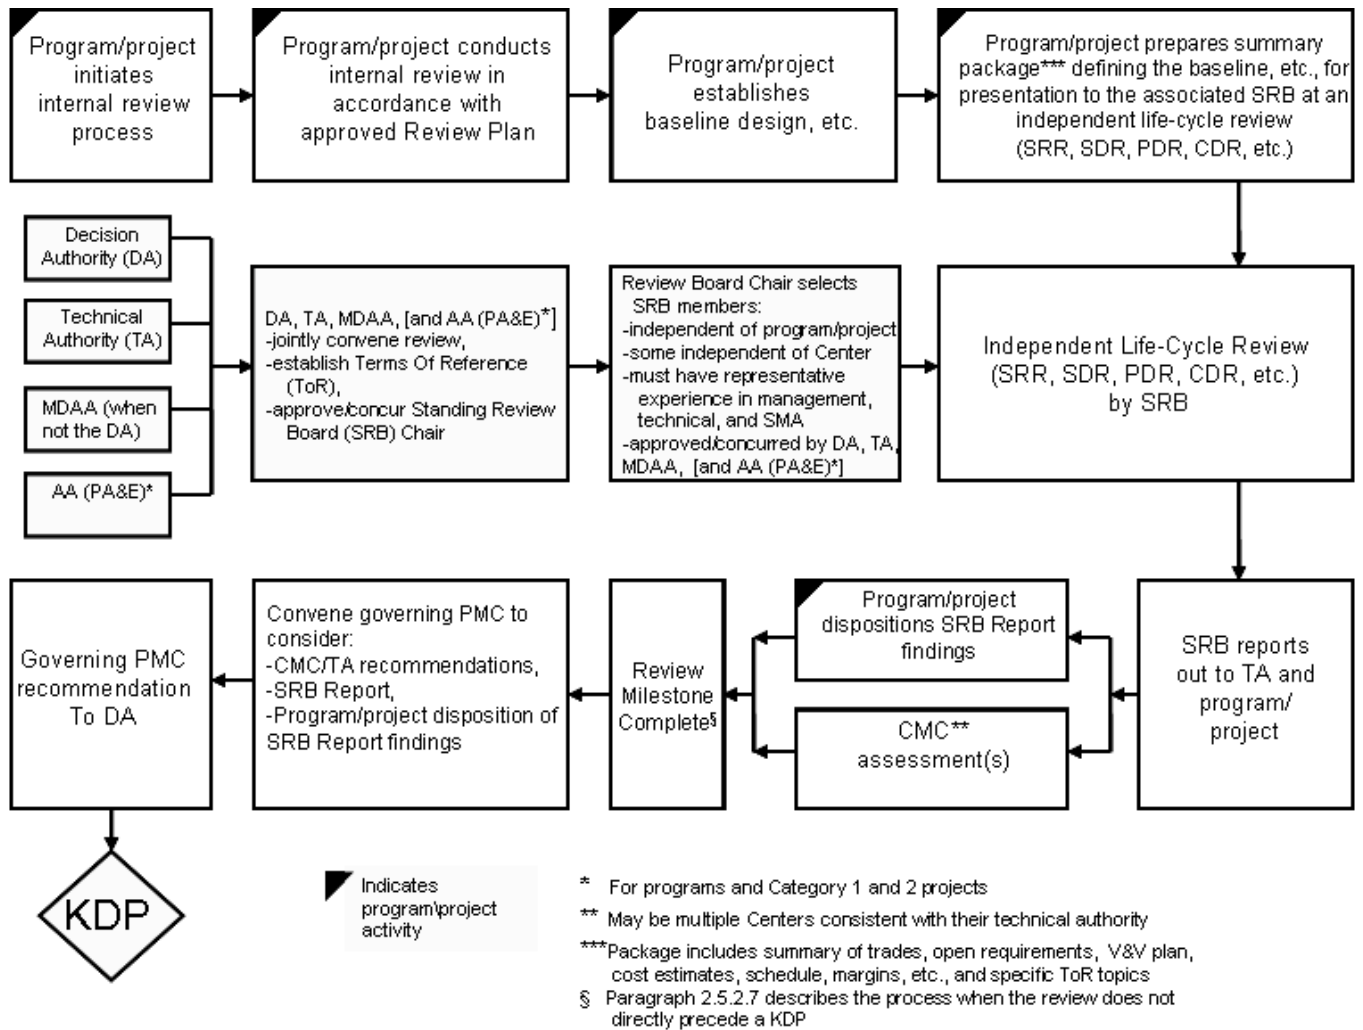 Program/project
initiates
internal review
process
Program/project conducts
internal review in
accordance with
approved Review Plan
Program/project
establishes
baseline design, etc.
Program/project prepares summary
package*** defining the baseline, etc., for
presentation to the associated SRB at an
independent life-cycle review
(SRR, SDR, PDR, CDR, etc.)
Decision
Authority (DA)
Technical
Authority (TA)
MDAA (when
not the DA)
AA (PA&E)*
DA, TA, MDAA, [and AA (PA&E)*]
-jointly convene review,
-establish Terms Of Reference
(ToR),
-approve/concur Standing Review
Board (SRB) Chair
Review Board Chair selects
SRB members:
-independent of program/project
-some independent of Center
-must have representative
experience in management,
technical, and SMA
-approved/concurred by DA, TA,
MDAA, [and AA (PA&E)*]
Independent Life-Cycle Review
(SRR, SDR, PDR, CDR, etc.)
by SRB
Governing PMC
recommendation
To DA
Convene governing PMC to
consider:
-CMC/TA recommendations,
-SRB Report,
-Program/project disposition of
SRB Report findings
Review
Milestone
Complete§
Program/project
dispositions SRB Report
findings
CMC**
assessment(s)
SRB reports
out to TA and
program/
project
KDP
Indicates
program\project
activity
* For programs and Category 1 and 2 projects
** May be multiple Centers consistent with their technical authority
***Package includes summary of trades, open requirements, V&V plan,
cost estimates, schedule, margins, etc., and specific ToR topics
§ Paragraph 2.5.2.7 describes the process when the review does not
directly precede a KDP